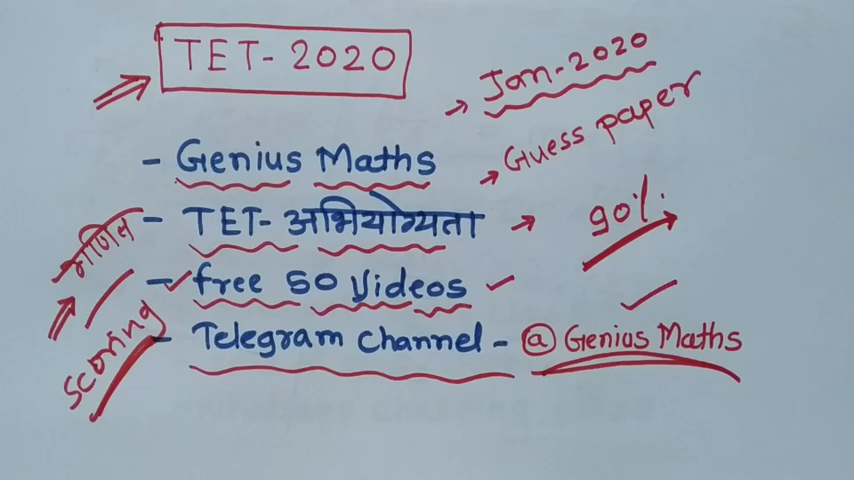 TET-2020
→ Jan-2020
- Genius Maths
→ Guess paper
- TET-अभियोग्यता → 90%
गणित
- free 50 Videos
- Telegram channel - @ Genius Maths
Scoring